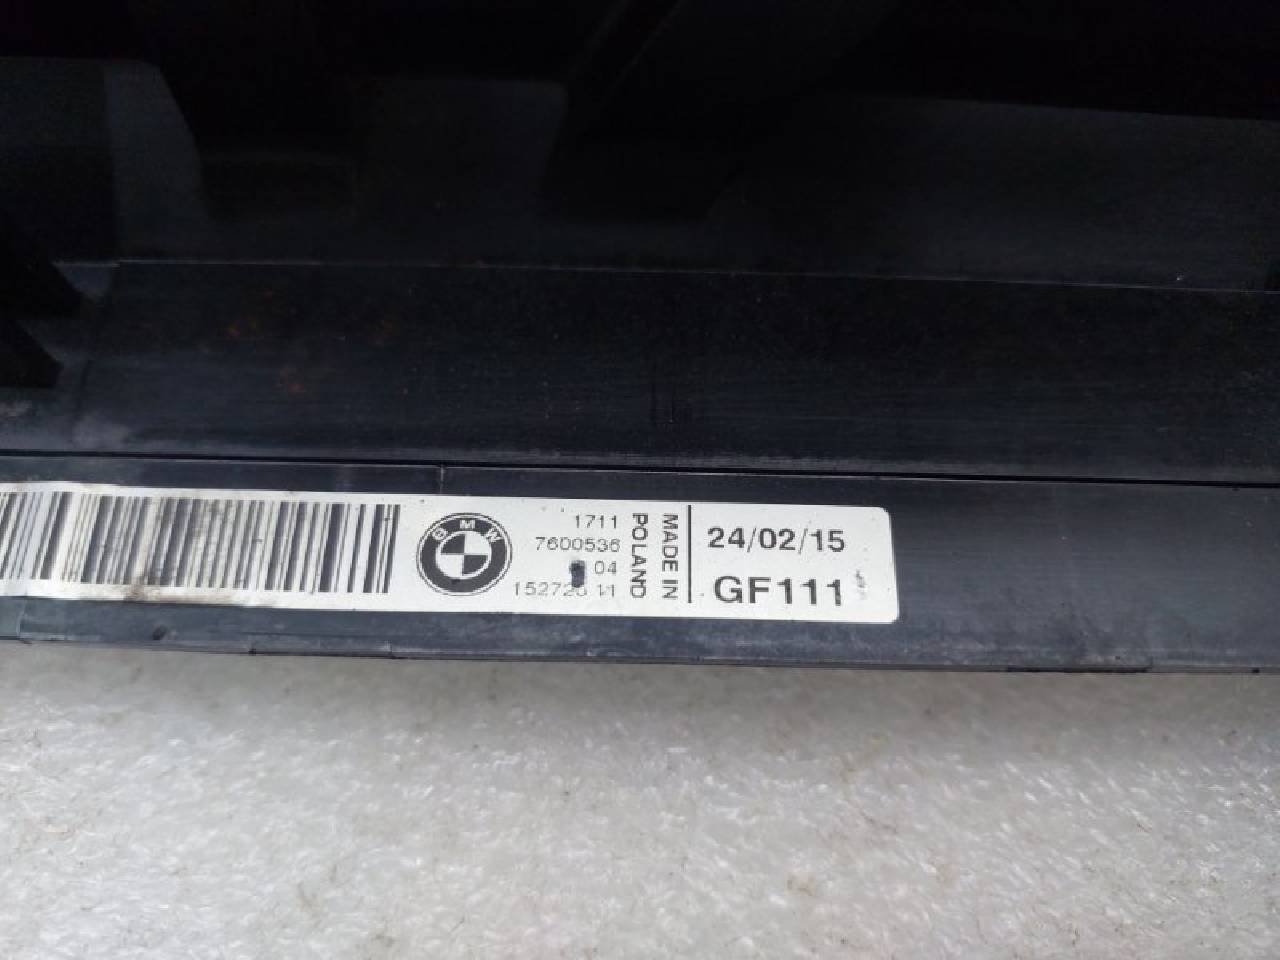 BMW
1711
7600536
04
MADE IN
POLAND
24/02/15
GF111